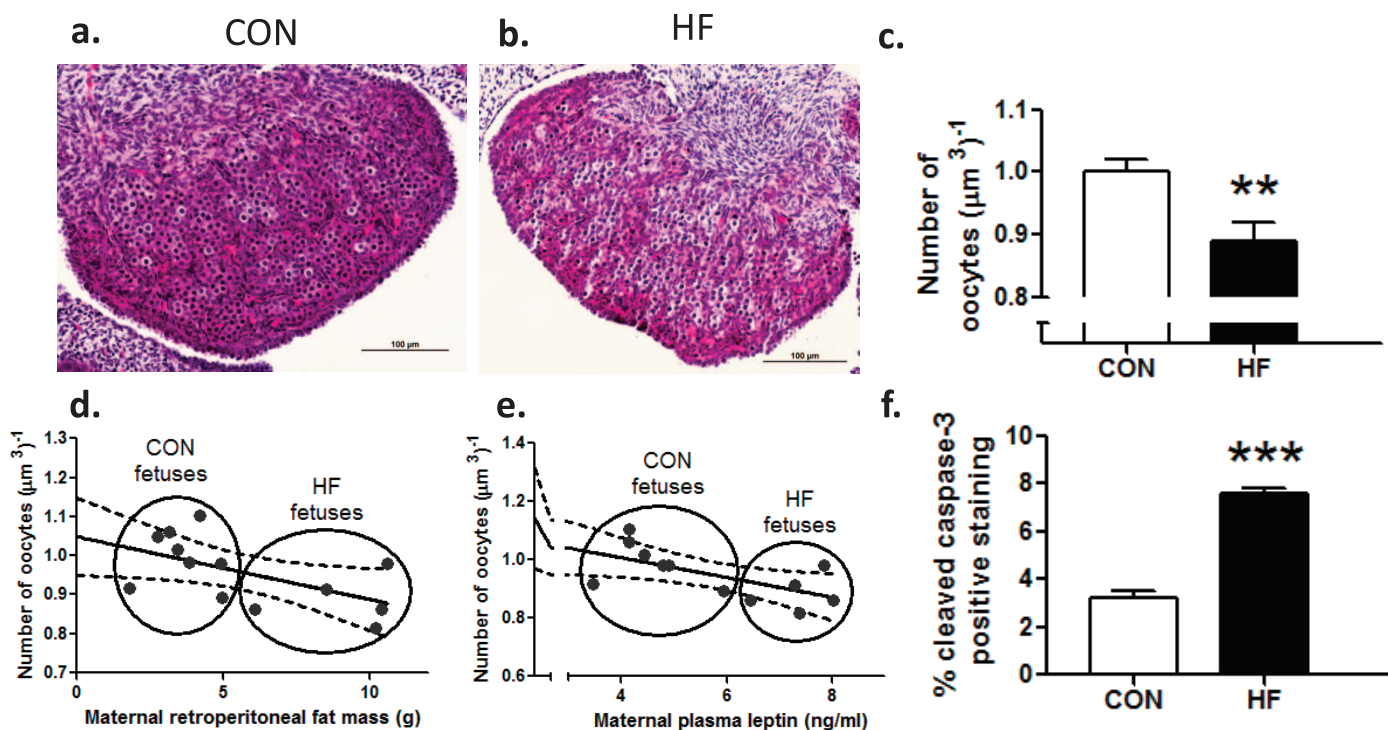 a.
CON
b.
HF
c.
100 µm
100 µm
Number of
oocytes (µm ³)⁻¹
1.1
1.0
0.9
0.8
**
CON
HF
d.
Number of oocytes (µm ³)⁻¹
1.3
1.2
1.1
1.0
0.9
0.8
0.7
CON
fetuses
HF
fetuses
0
5
10
Maternal retroperitoneal fat mass (g)
e.
Number of oocytes (µm ³)⁻¹
1.4
1.2
1.0
0.8
0.6
CON
fetuses
HF
fetuses
4
6
8
Maternal plasma leptin (ng/ml)
f.
% cleaved caspase-3
positive staining
10
8
6
4
2
0
***
CON
HF